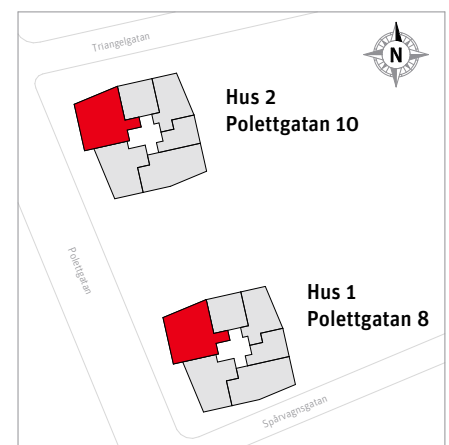 Triangelgatan
N
Hus 2
Polettgatan 10
Polettgatan
Hus 1
Polettgatan 8
Spårvagnsgatan